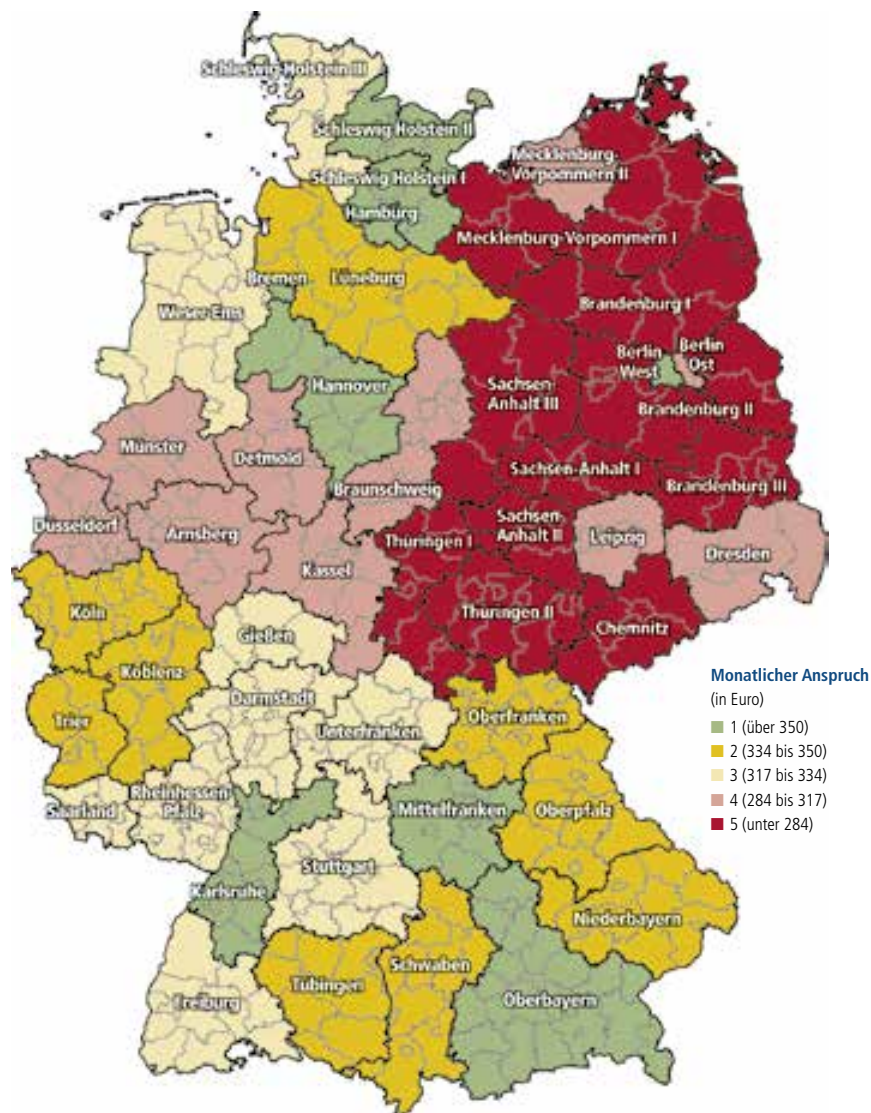 Schleswig-Holstein III
Schleswig Holstein II
Mecklenburg-
Vorpommern II
Schleswig Holstein I
Hamburg
Mecklenburg-Vorpommern I
Bremen
Lüneburg
Brandenburg I
Weser-Ems
Berlin
West
Berlin
Ost
Hannover
Sachsen-
Anhalt III
Brandenburg II
Münster
Detmold
Sachsen-Anhalt I
Braunschweig
Brandenburg III
Düsseldorf
Arnsberg
Thüringen I
Sachsen-
Anhalt II
Leipzig
Dresden
Kassel
Köln
Gießen
Thüringen II
Chemnitz
Koblenz
Darmstadt
Trier
Unterfranken
Oberfranken
Saarland
Rheinhessen-
Pfalz
Mittelfranken
Oberpfalz
Stuttgart
Karlsruhe
Niederbayern
Schwaben
Tübingen
Freiburg
Oberbayern
Monatlicher Anspruch
(in Euro)
1 (über 350)
2 (334 bis 350)
3 (317 bis 334)
4 (284 bis 317)
5 (unter 284)